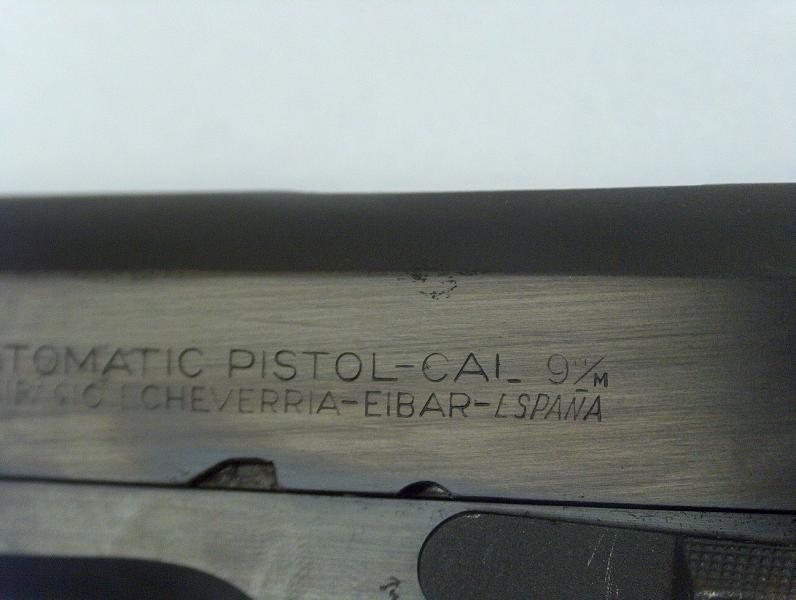 TOMATIC PISTOL-CAL 9 M/M
ECHEVERRIA-EIBAR-ESPAÑA